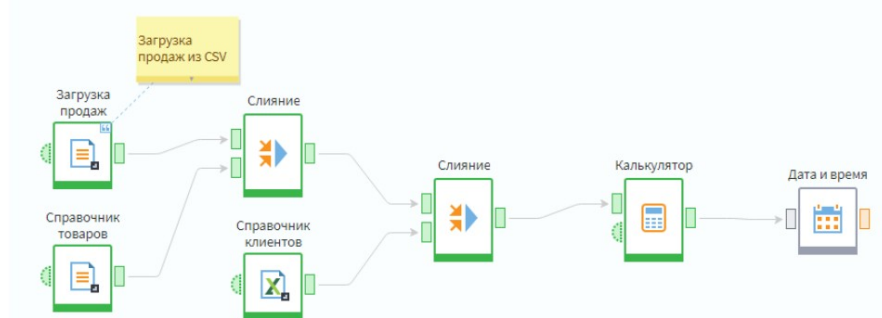 Загрузка
продаж из CSV
Загрузка
продаж
Слияние
Справочник
товаров
Справочник
клиентов
Слияние
Калькулятор
Дата и время